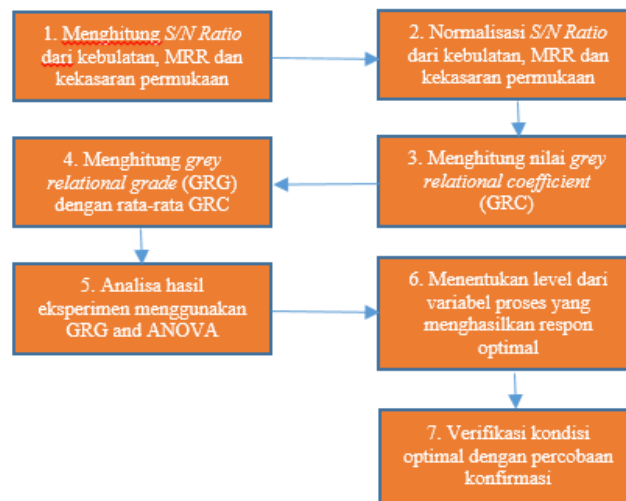 1. Menghitung S/N Ratio
dari kebulatan, MRR dan
kekasaran permukaan
2. Normalisasi S/N Ratio
dari kebulatan, MRR dan
kekasaran permukaan
3. Menghitung nilai grey
relational coefficient
(GRC)
4. Menghitung grey
relational grade (GRG)
dengan rata-rata GRC
5. Analisa hasil
eksperimen menggunakan
GRG and ANOVA
6. Menentukan level dari
variabel proses yang
menghasilkan respon
optimal
7. Verifikasi kondisi
optimal dengan percobaan
konfirmasi